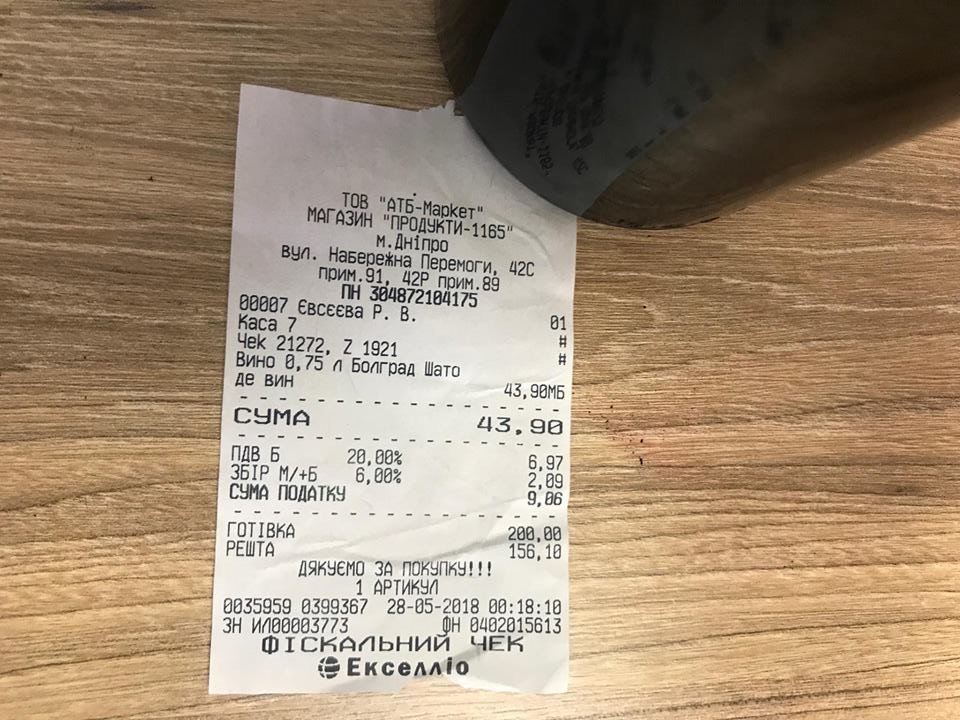 ТОВ "АТБ-Маркет"
МАГАЗИН "ПРОДУКТИ-1165"
м.Дніпро
вул. Набережна Перемоги, 42С
прим.91, 42Р прим.89
ПН 304872104175
00007 Євсєєва Р. В. 01
Каса 7 #
Чек 21272, Z 1921 #
Вино 0,75 л Болград Шато
де вин 43,90МБ
СУМА 43,90
ПДВ Б 20,00% 6,97
ЗБІР М/+Б 6,00% 2,09
СУМА ПОДАТКУ 9,06
ГОТІВКА 200,00
РЕШТА 156,10
ДЯКУЄМО ЗА ПОКУПКУ!!!
1 АРТИКУЛ
0035959 0399367 28-05-2018 00:18:10
ЗН ИЛ00003773 ФН 0402015613
ФІСКАЛЬНИЙ ЧЕК
Екселліо